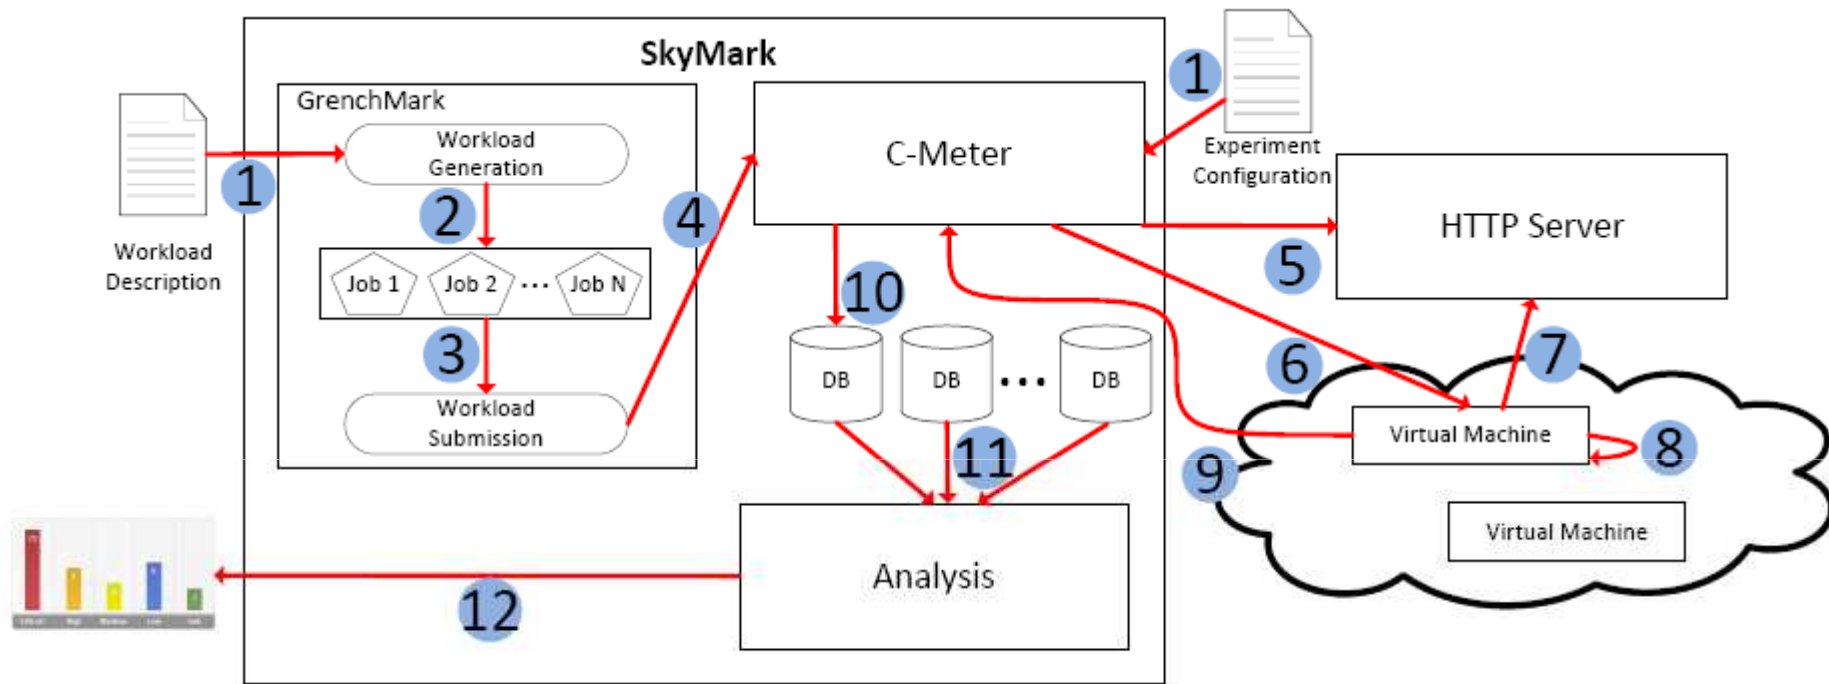 SkyMark
GrenchMark
Workload
Generation
1
Workload
Description
2
Job 1
Job 2
...
Job N
3
Workload
Submission
4
C-Meter
1
Experiment
Configuration
HTTP Server
5
10
6
7
DB
DB
...
DB
Virtual Machine
8
9
11
Virtual Machine
Analysis
12